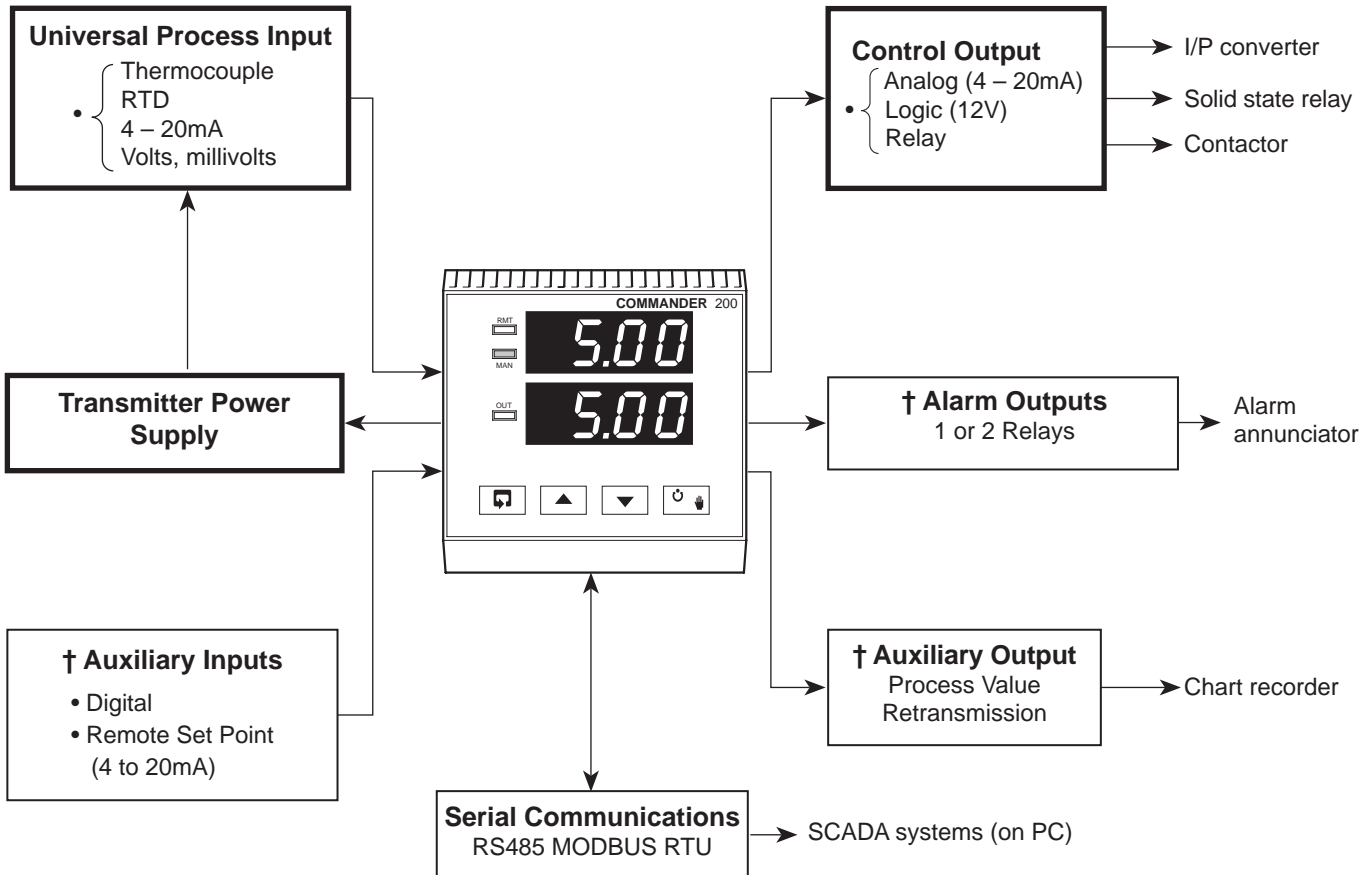 Universal Process Input
• Thermocouple
RTD
4 – 20mA
Volts, millivolts
Control Output
• Analog (4 – 20mA)
Logic (12V)
Relay
I/P converter
Solid state relay
Contactor
COMMANDER 200
RMT
5.00
MAN
OUT
5.00
Transmitter Power
Supply
† Alarm Outputs
1 or 2 Relays
Alarm
annunciator
† Auxiliary Inputs
• Digital
• Remote Set Point
(4 to 20mA)
† Auxiliary Output
Process Value
Retransmission
Chart recorder
Serial Communications
RS485 MODBUS RTU
SCADA systems (on PC)